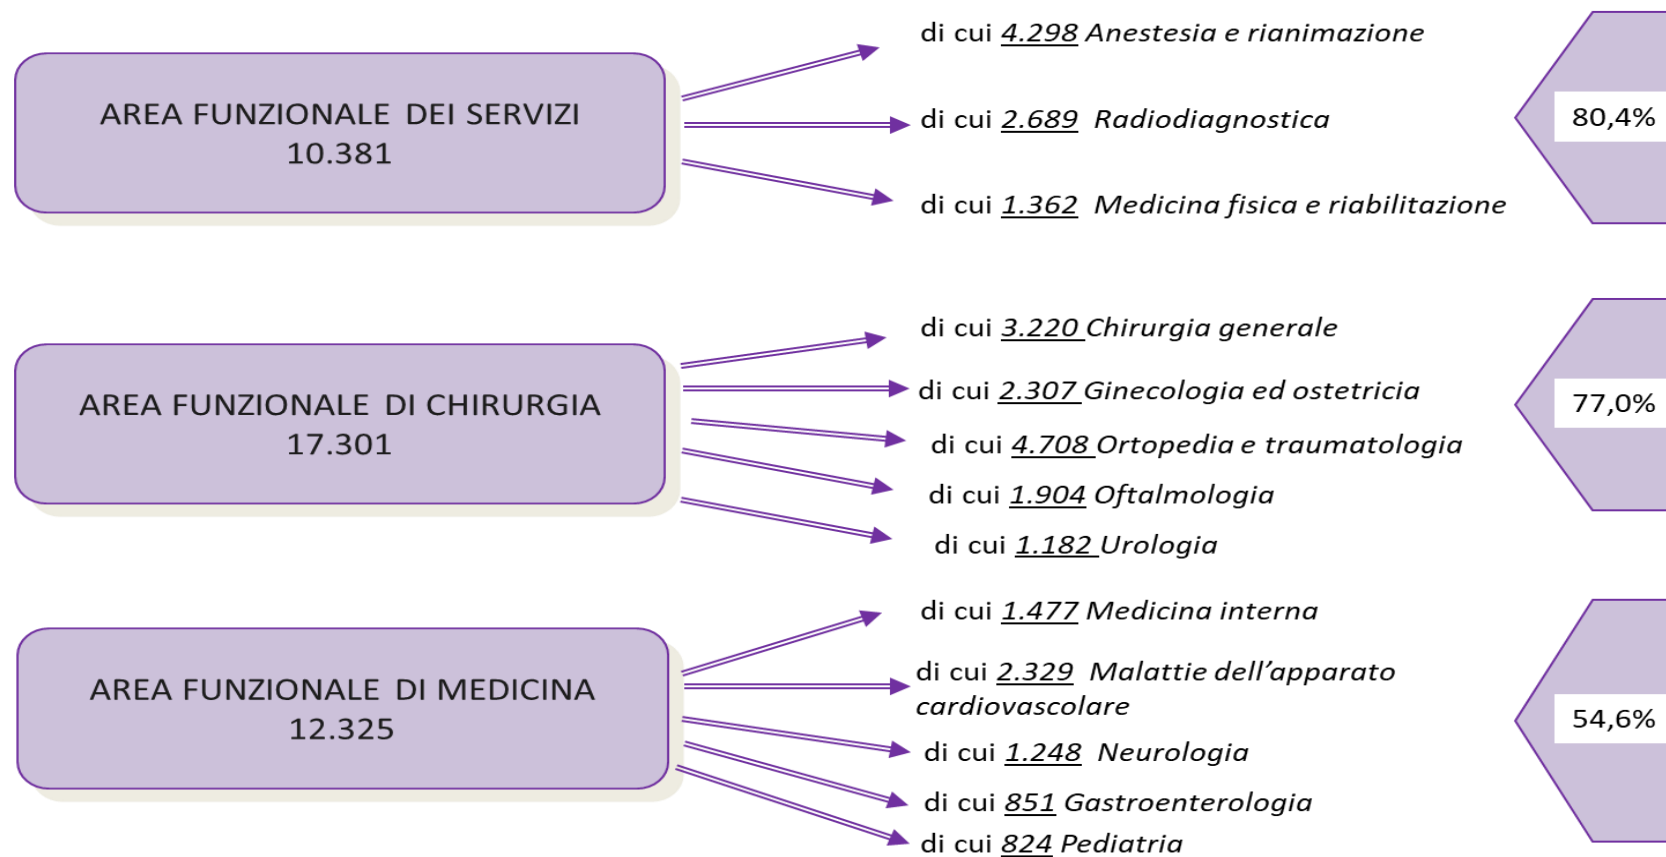 AREA FUNZIONALE DEI SERVIZI
10.381
di cui 4.298 Anestesia e rianimazione
di cui 2.689 Radiodiagnostica
di cui 1.362 Medicina fisica e riabilitazione
80,4%
AREA FUNZIONALE DI CHIRURGIA
17.301
di cui 3.220 Chirurgia generale
di cui 2.307 Ginecologia ed ostetricia
di cui 4.708 Ortopedia e traumatologia
di cui 1.904 Oftalmologia
di cui 1.182 Urologia
77,0%
AREA FUNZIONALE DI MEDICINA
12.325
di cui 1.477 Medicina interna
di cui 2.329 Malattie dell’apparato
cardiovascolare
di cui 1.248 Neurologia
di cui 851 Gastroenterologia
di cui 824 Pediatria
54,6%